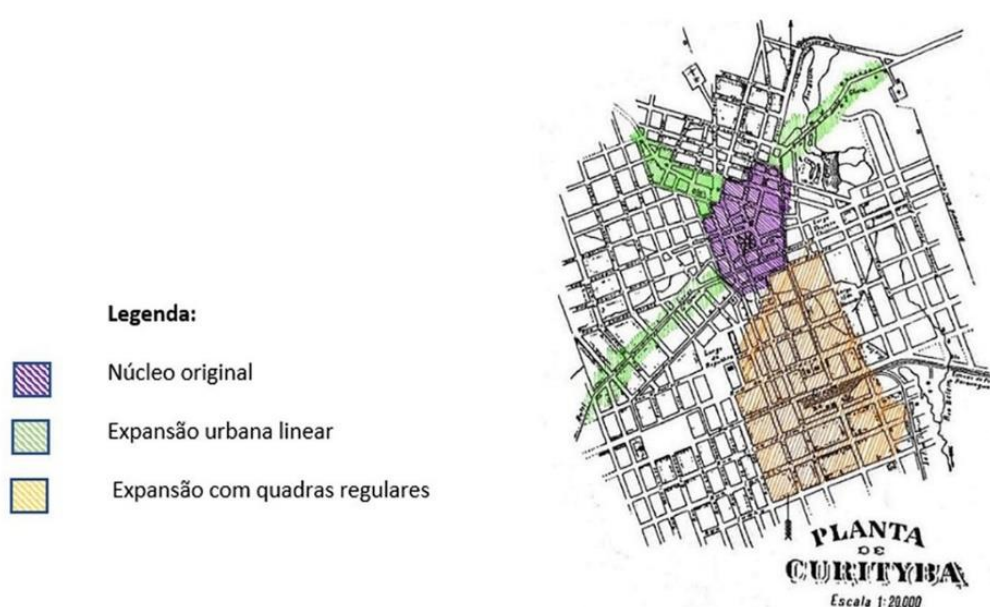 Legenda:
Núcleo original
Expansão urbana linear
Expansão com quadras regulares
PLANTA
DE
CURITYBA
Escala 1:20.000